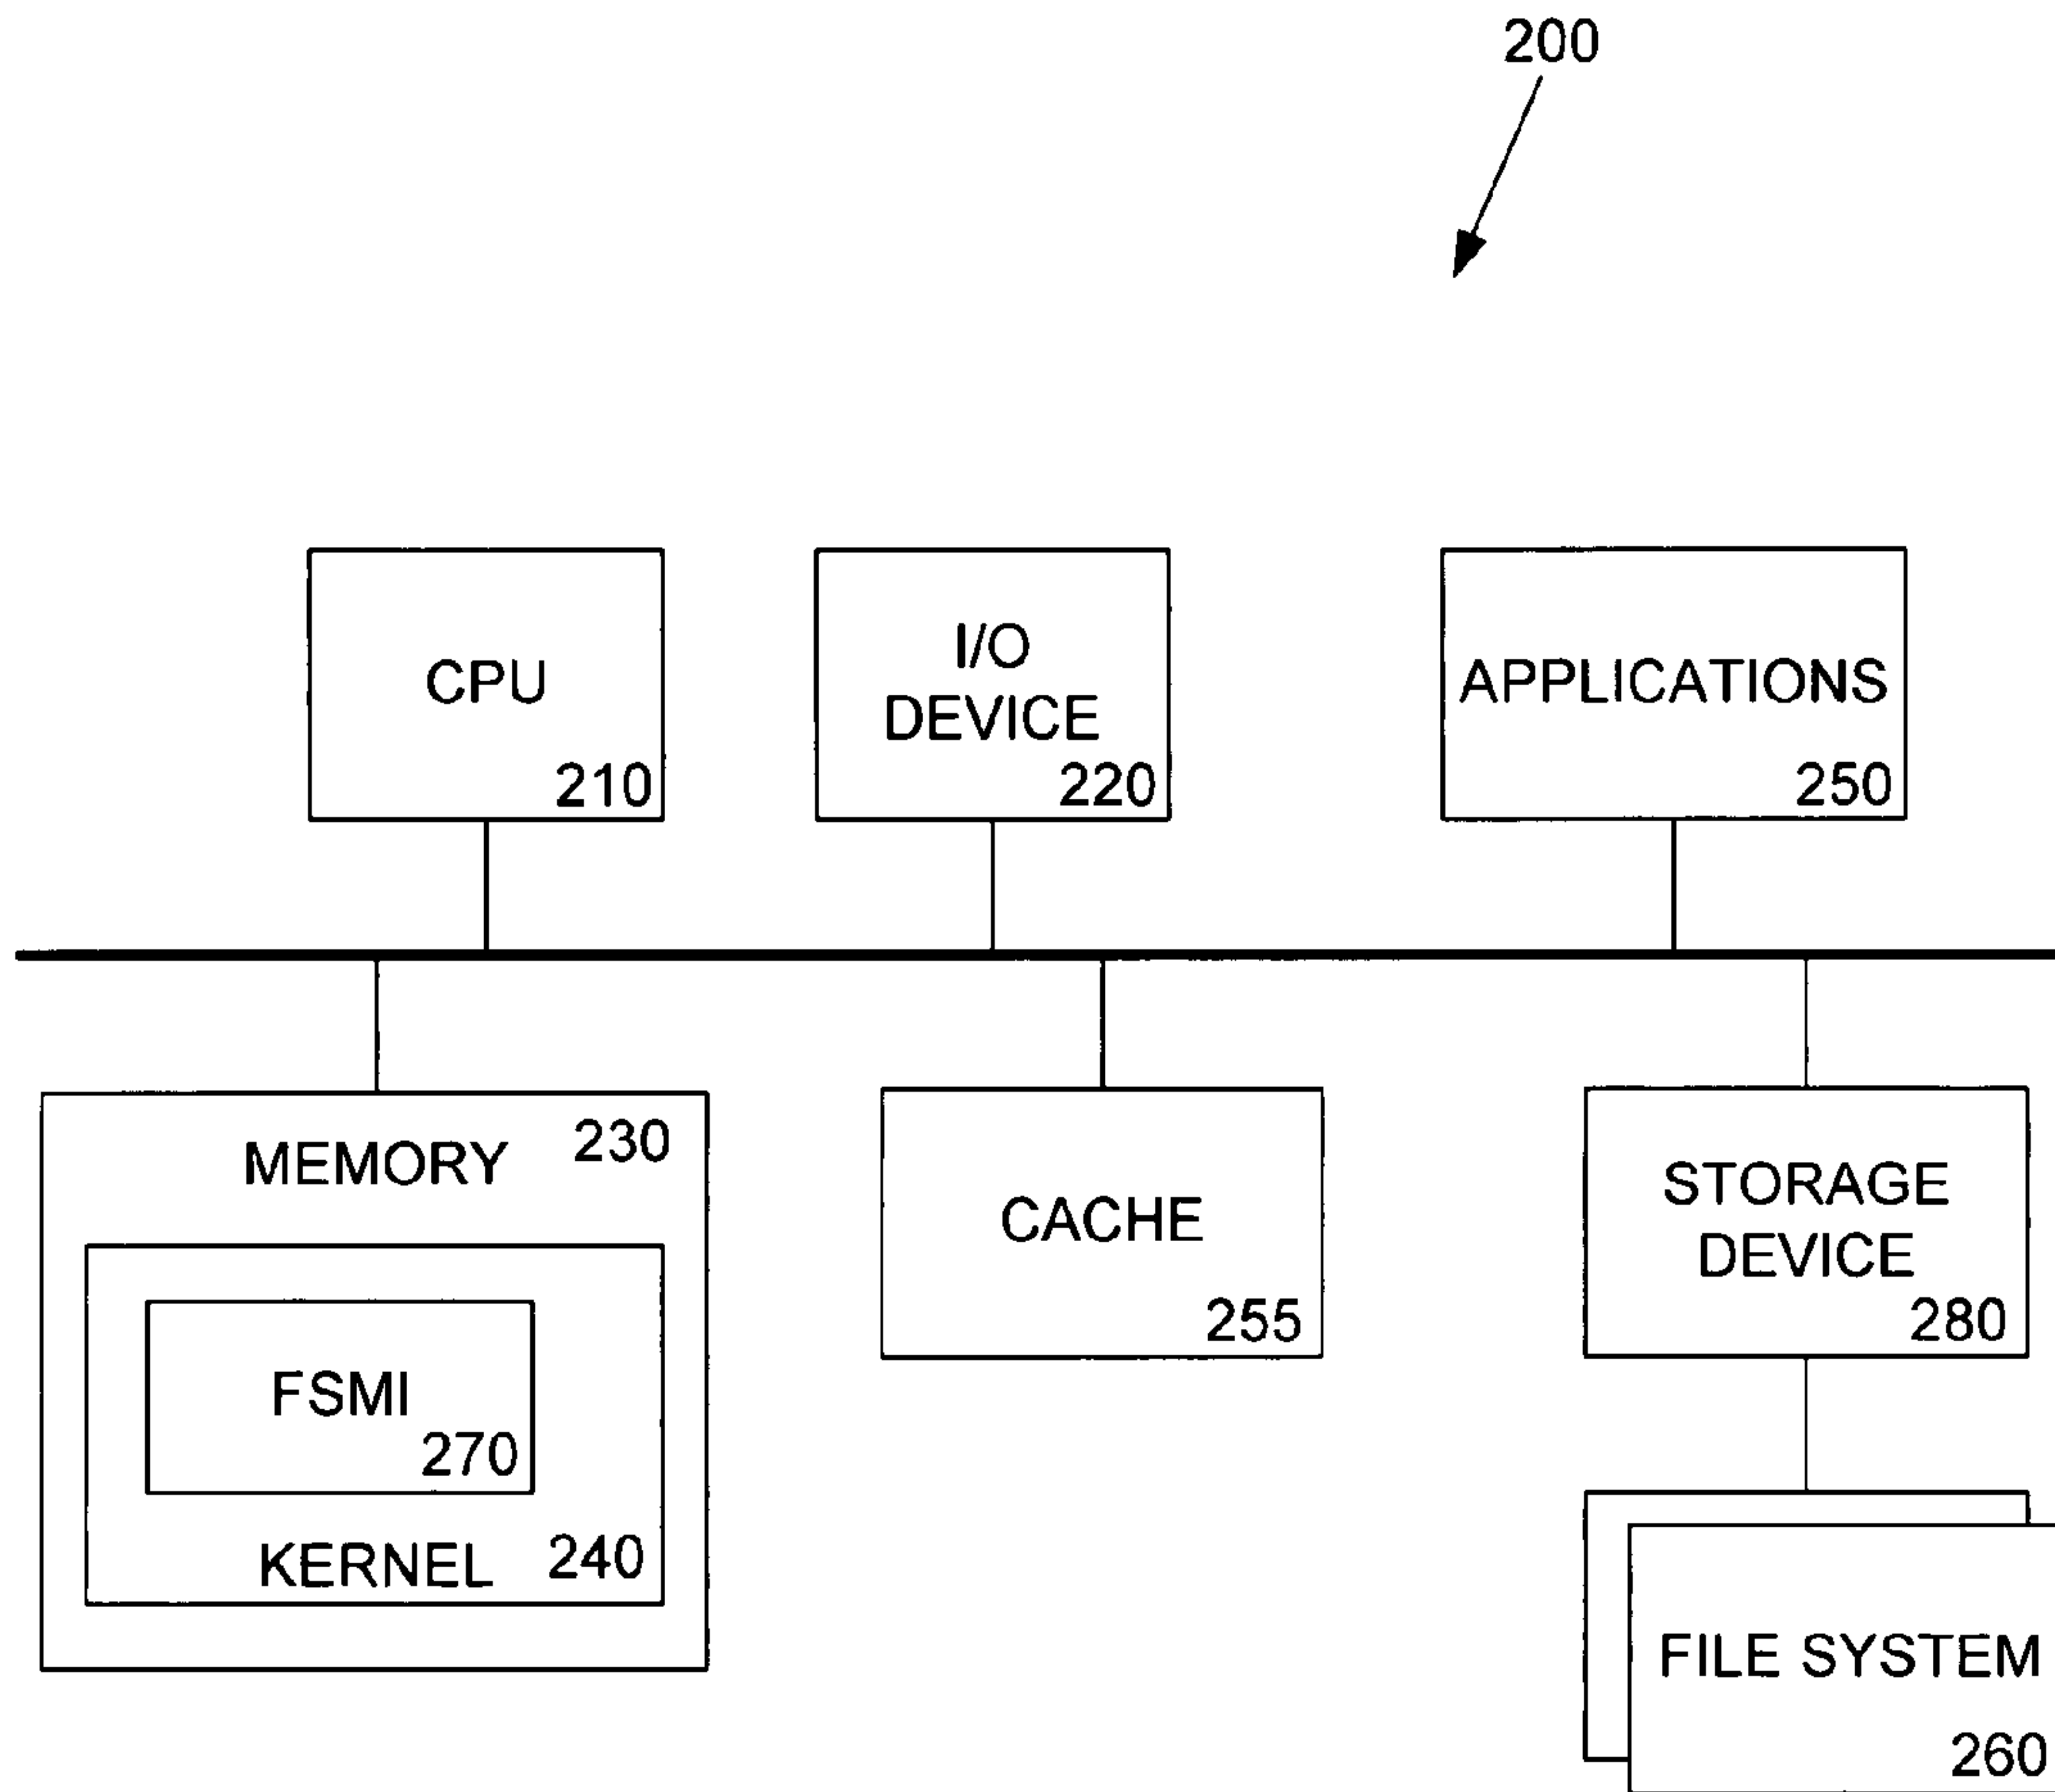 200
CPU
210
I/O
DEVICE
220
APPLICATIONS
250
MEMORY
230
FSMI
270
KERNEL
240
CACHE
255
STORAGE
DEVICE
280
FILE SYSTEM
260